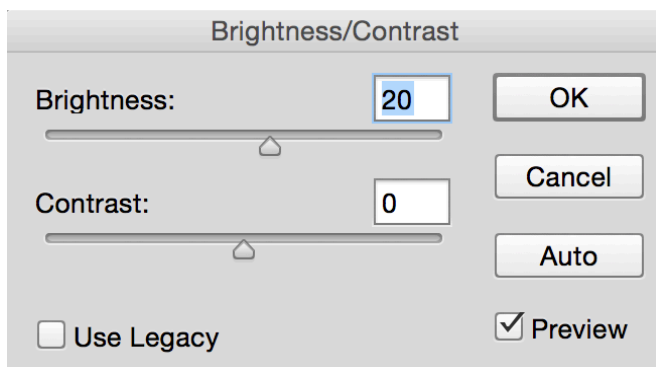 Brightness/Contrast
Brightness: 20
OK
Cancel
Contrast: 0
Auto
Use Legacy
Preview